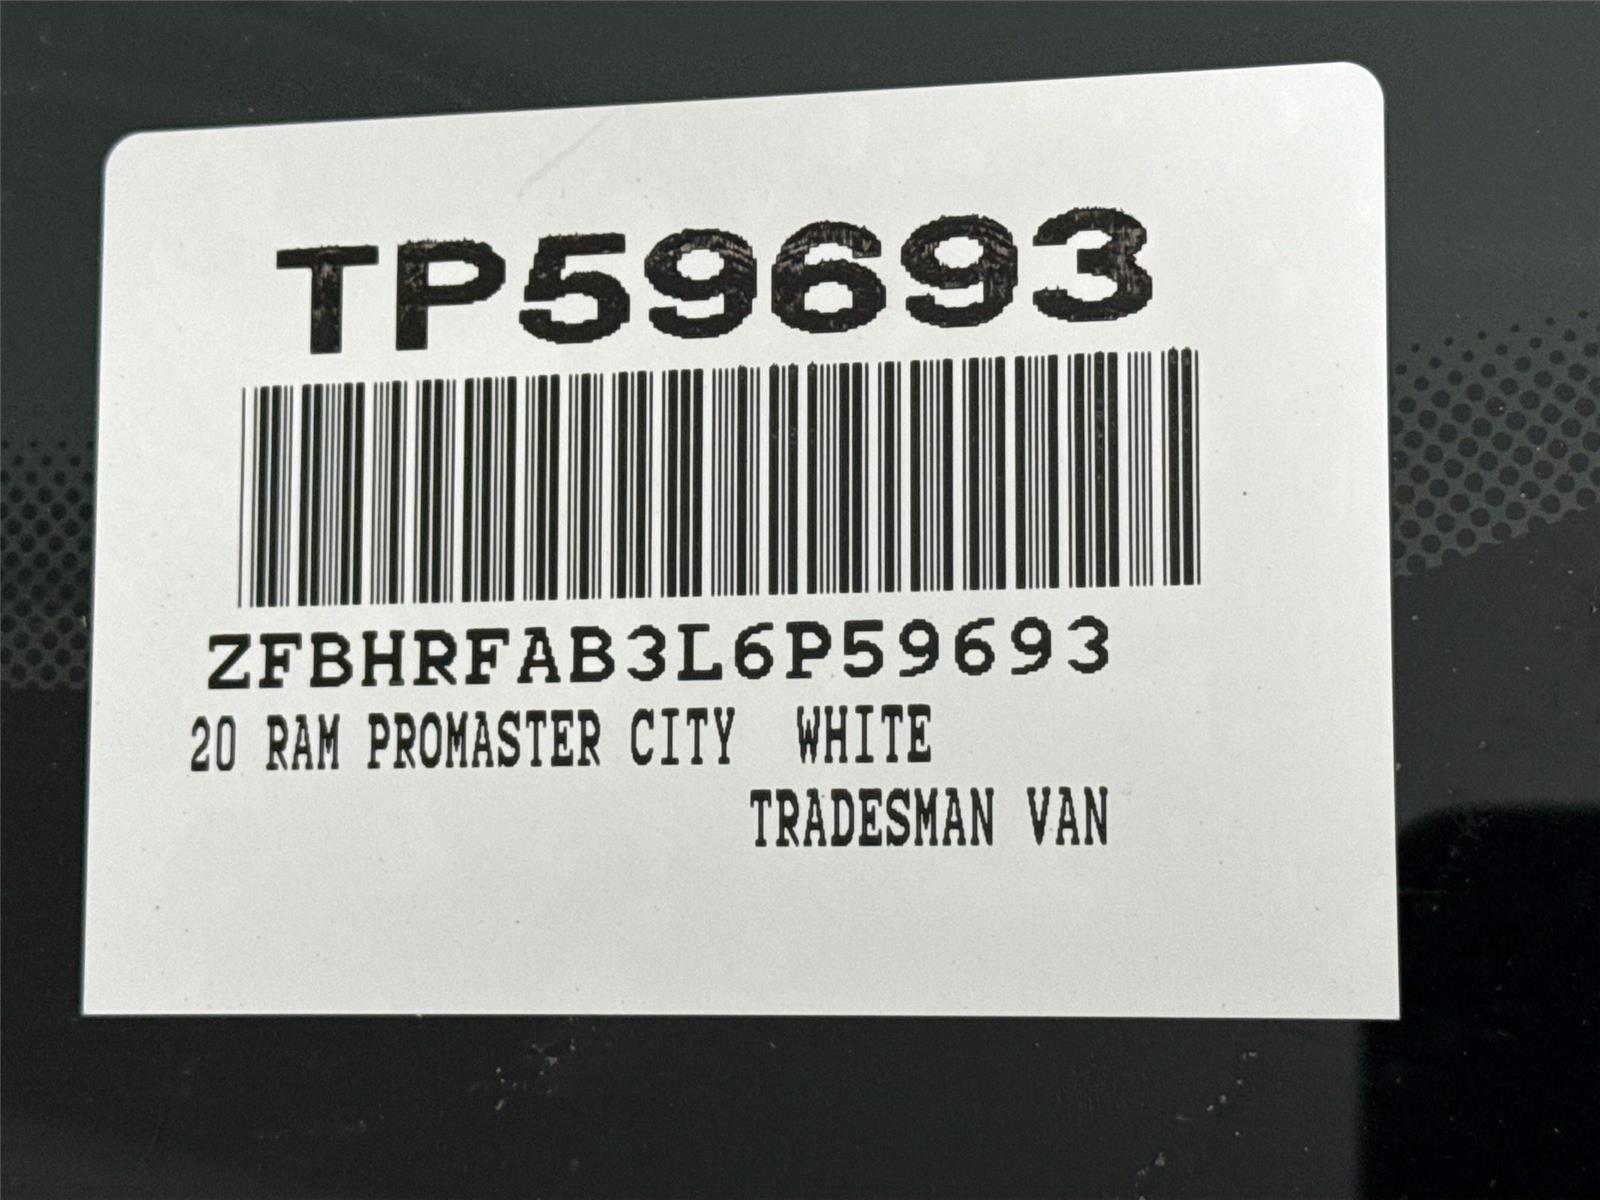 TP59693
ZFBHRFAB3L6P59693
20 RAM PROMASTER CITY WHITE
TRADESMAN VAN